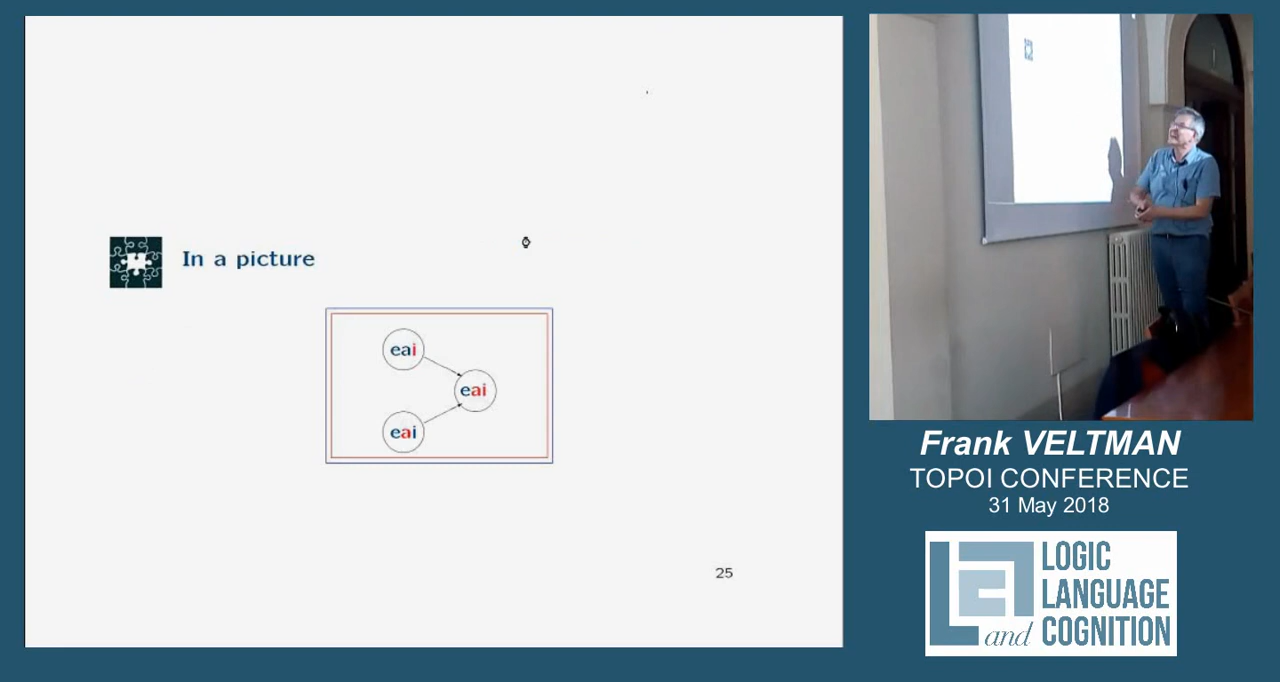 In a picture
eai
eai
eai
25
Frank VELTMAN
TOPOI CONFERENCE
31 May 2018
LOGIC
LANGUAGE
and COGNITION